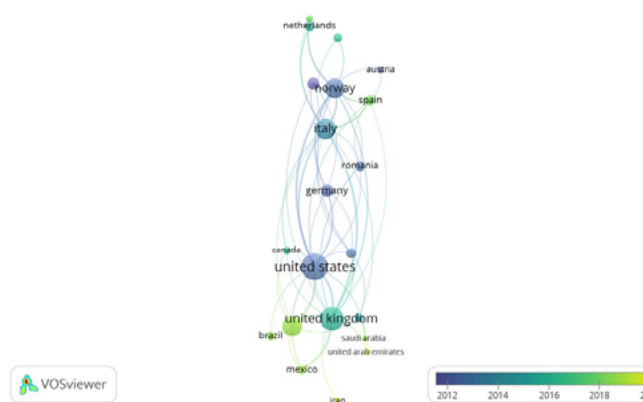 netherlands
austria
norway
spain
italy
romania
germany
canada
united states
united kingdom
brazil
saudi arabia
united arab emirates
mexico
iran
VOSviewer
2012 2014 2016 2018